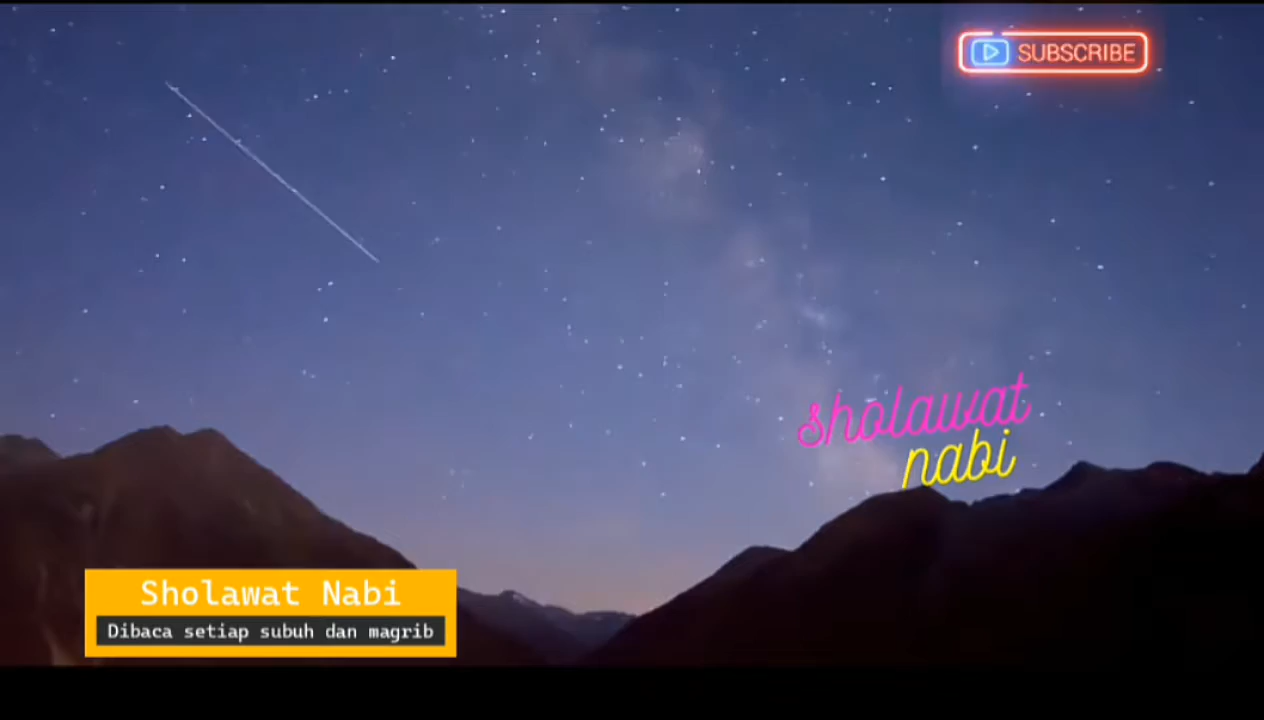 SUBSCRIBE
sholawat
nabi
Sholawat Nabi
Dibaca setiap subuh dan magrib